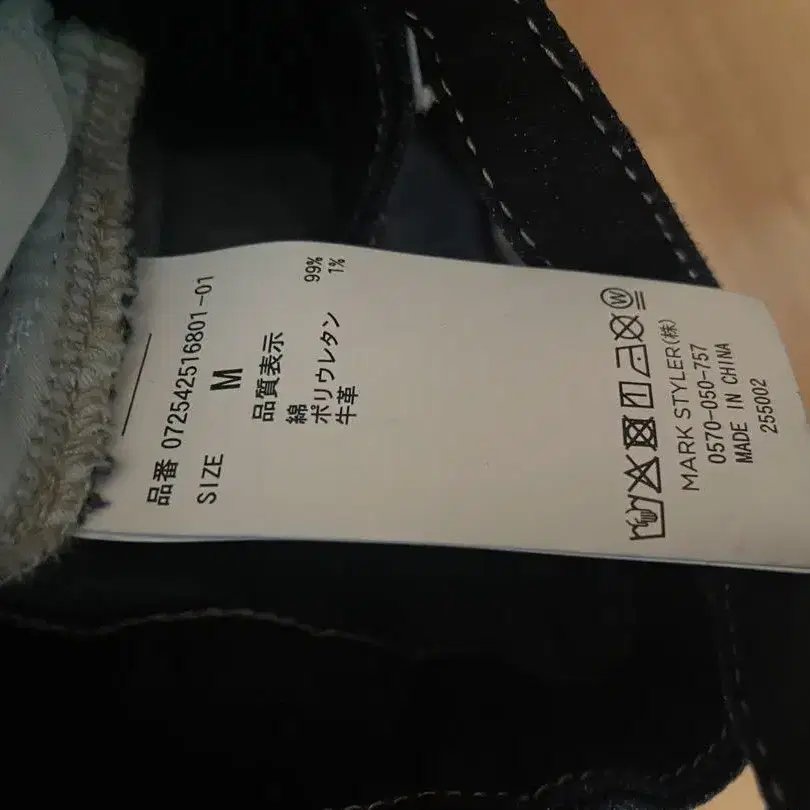 品番 072542516801-01
SIZE M
品質表示
綿 99%
ポリウレタン 1%
牛革
W
MARK STYLER(株)
0570-050-757
MADE IN CHINA
255002